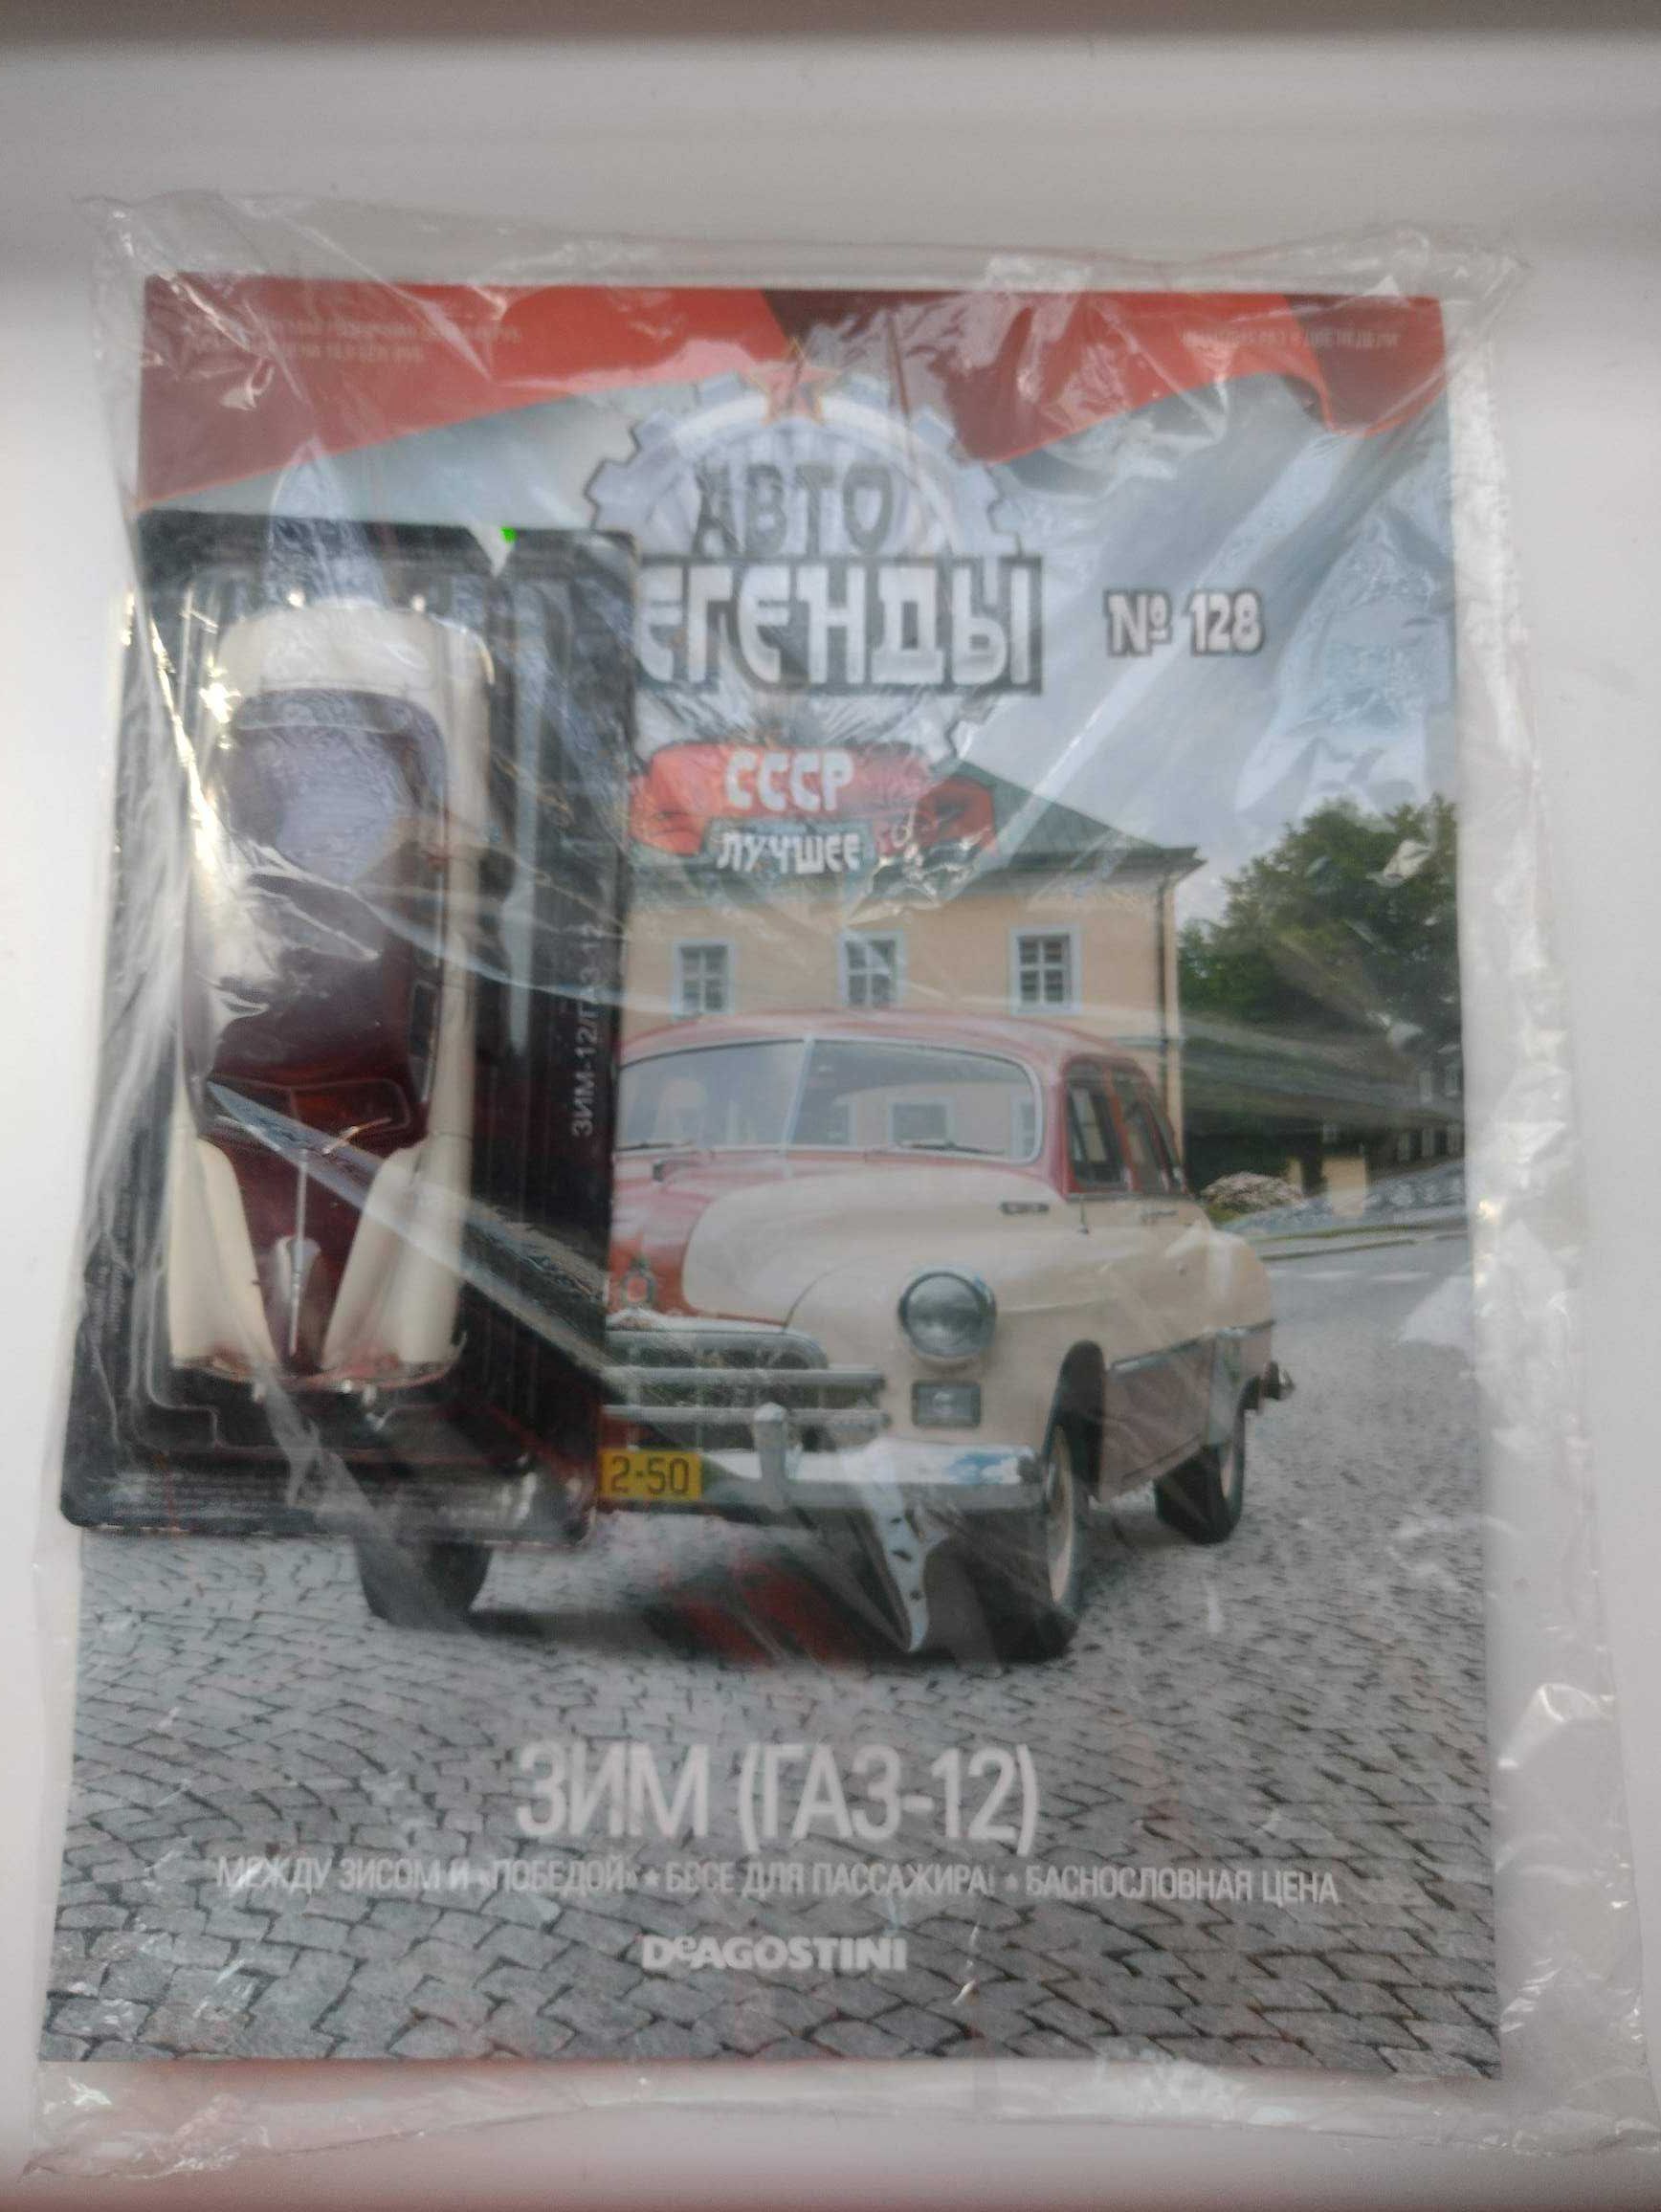 АВТО
ЕГЕНДЫ
№ 128
СССР
ЛУЧШЕЕ
ЗИМ-12/ГАЗ-12
2-50
ЗИМ (ГАЗ-12)
МЕЖДУ ЗИСОМ И «ПОБЕДОЙ» * ВСЕ ДЛЯ ПАССАЖИРА! * БАСНОСЛОВНАЯ ЦЕНА
DeAGOSTINI